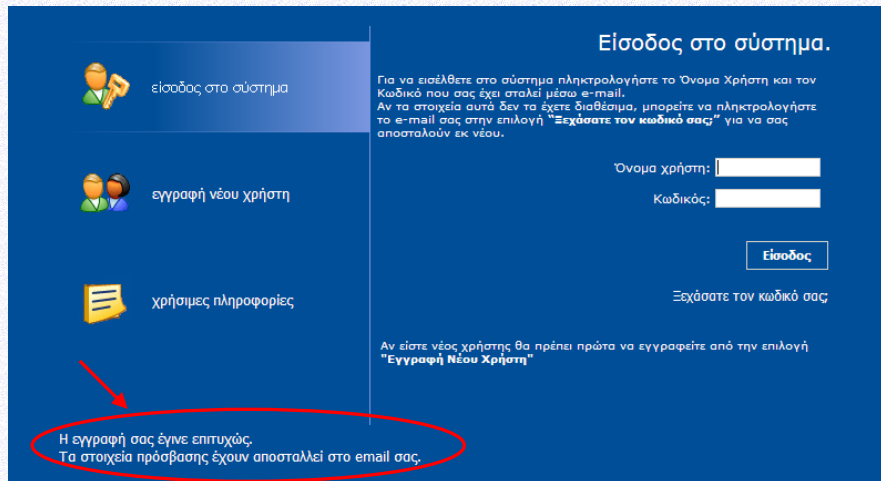 Είσοδος στο σύστημα.
είσοδος στο σύστημα
Για να εισέλθετε στο σύστημα πληκτρολογήστε το Όνομα Χρήστη και τον
Κωδικό που σας έχει σταλεί μέσω e-mail.
Αν τα στοιχεία αυτά δεν τα έχετε διαθέσιμα, μπορείτε να πληκτρολογήστε
το e-mail σας στην επιλογή "Ξεχάσατε τον κωδικό σας;" για να σας
αποσταλούν εκ νέου.
Όνομα χρήστη:
εγγραφή νέου χρήστη
Κωδικός:
Είσοδος
Ξεχάσατε τον κωδικό σας;
χρήσιμες πληροφορίες
Αν είστε νέος χρήστης θα πρέπει πρώτα να εγγραφείτε από την επιλογή
"Εγγραφή Νέου Χρήστη"
Η εγγραφή σας έγινε επιτυχώς.
Τα στοιχεία πρόσβασης έχουν αποσταλλεί στο email σας.